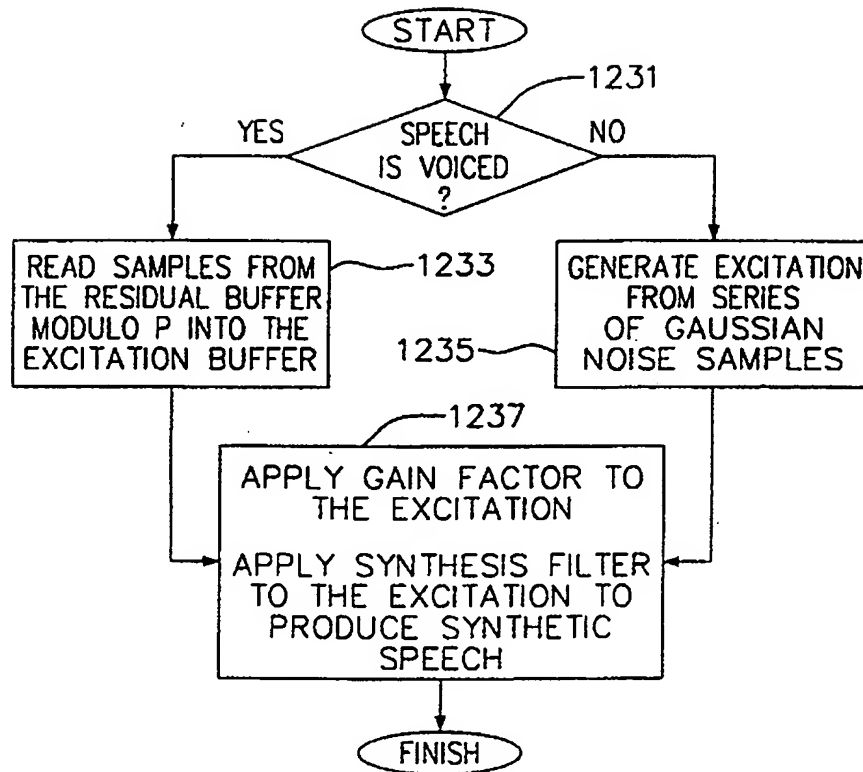 START
1231
YES
SPEECH
IS VOICED
?
NO
READ SAMPLES FROM
THE RESIDUAL BUFFER
MODULO P INTO THE
EXCITATION BUFFER
1233
GENERATE EXCITATION
FROM SERIES
OF GAUSSIAN
NOISE SAMPLES
1235
1237
APPLY GAIN FACTOR TO
THE EXCITATION
APPLY SYNTHESIS FILTER
TO THE EXCITATION TO
PRODUCE SYNTHETIC
SPEECH
FINISH